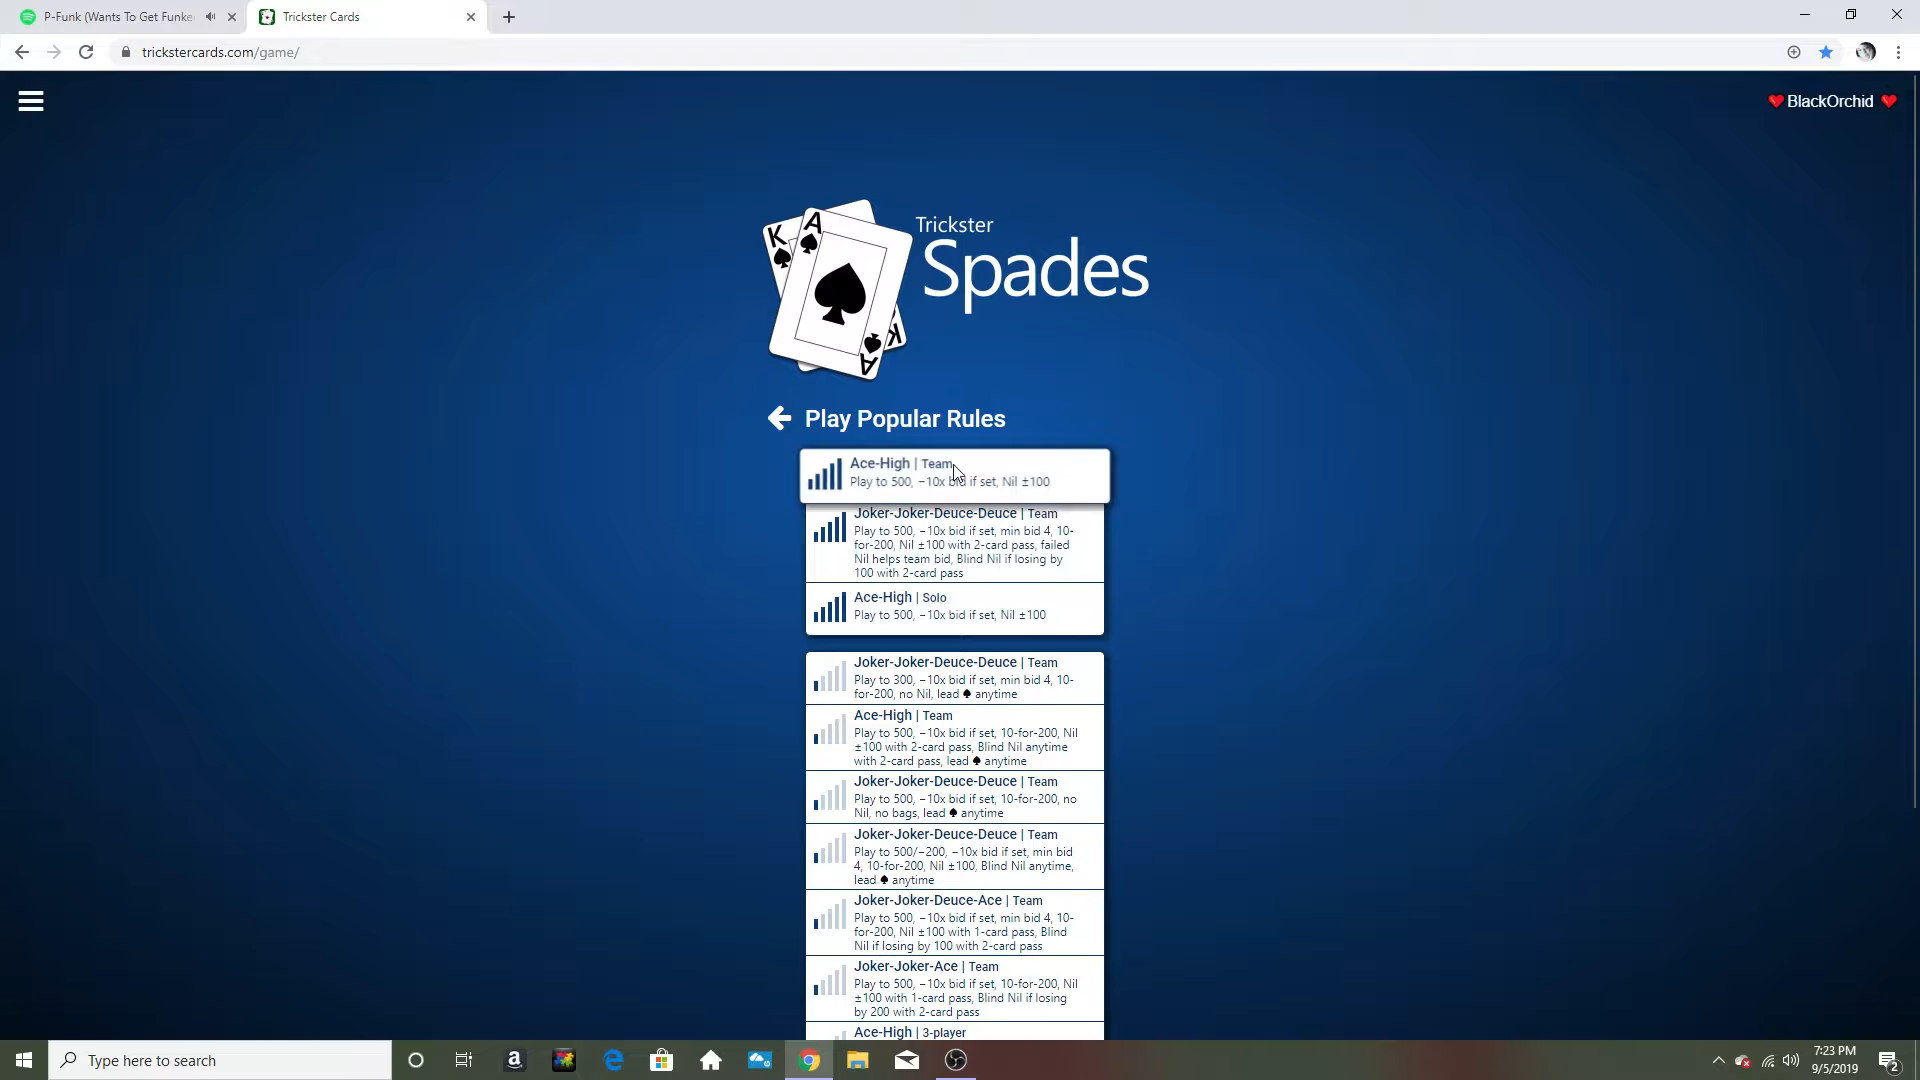 P-Funk (Wants To Get Funke
Trickster Cards
trickstercards.com/game/
BlackOrchid
K
A
K
A
Trickster
Spades
Play Popular Rules
Ace-High | Team
Play to 500, −10x bid if set, Nil ±100
Joker-Joker-Deuce-Deuce | Team
Play to 500, −10x bid if set, min bid 4, 10-
for-200, Nil ±100 with 2-card pass, failed
Nil helps team bid, Blind Nil if losing by
100 with 2-card pass
Ace-High | Solo
Play to 500, −10x bid if set, Nil ±100
Joker-Joker-Deuce-Deuce | Team
Play to 300, −10x bid if set, min bid 4, 10-
for-200, no Nil, lead ♠ anytime
Ace-High | Team
Play to 500, −10x bid if set, 10-for-200, Nil
±100 with 2-card pass, Blind Nil anytime
with 2-card pass, lead ♠ anytime
Joker-Joker-Deuce-Deuce | Team
Play to 500, −10x bid if set, 10-for-200, no
Nil, no bags, lead ♠ anytime
Joker-Joker-Deuce-Deuce | Team
Play to 500/−200, −10x bid if set, min bid
4, 10-for-200, Nil ±100, Blind Nil anytime,
lead ♠ anytime
Joker-Joker-Deuce-Ace | Team
Play to 500, −10x bid if set, min bid 4, 10-
for-200, Nil ±100 with 1-card pass, Blind
Nil if losing by 100 with 2-card pass
Joker-Joker-Ace | Team
Play to 500, −10x bid if set, 10-for-200, Nil
±100 with 1-card pass, Blind Nil if losing
by 200 with 2-card pass
Ace-High | 3-player
Type here to search
7:23 PM
9/5/2019
2